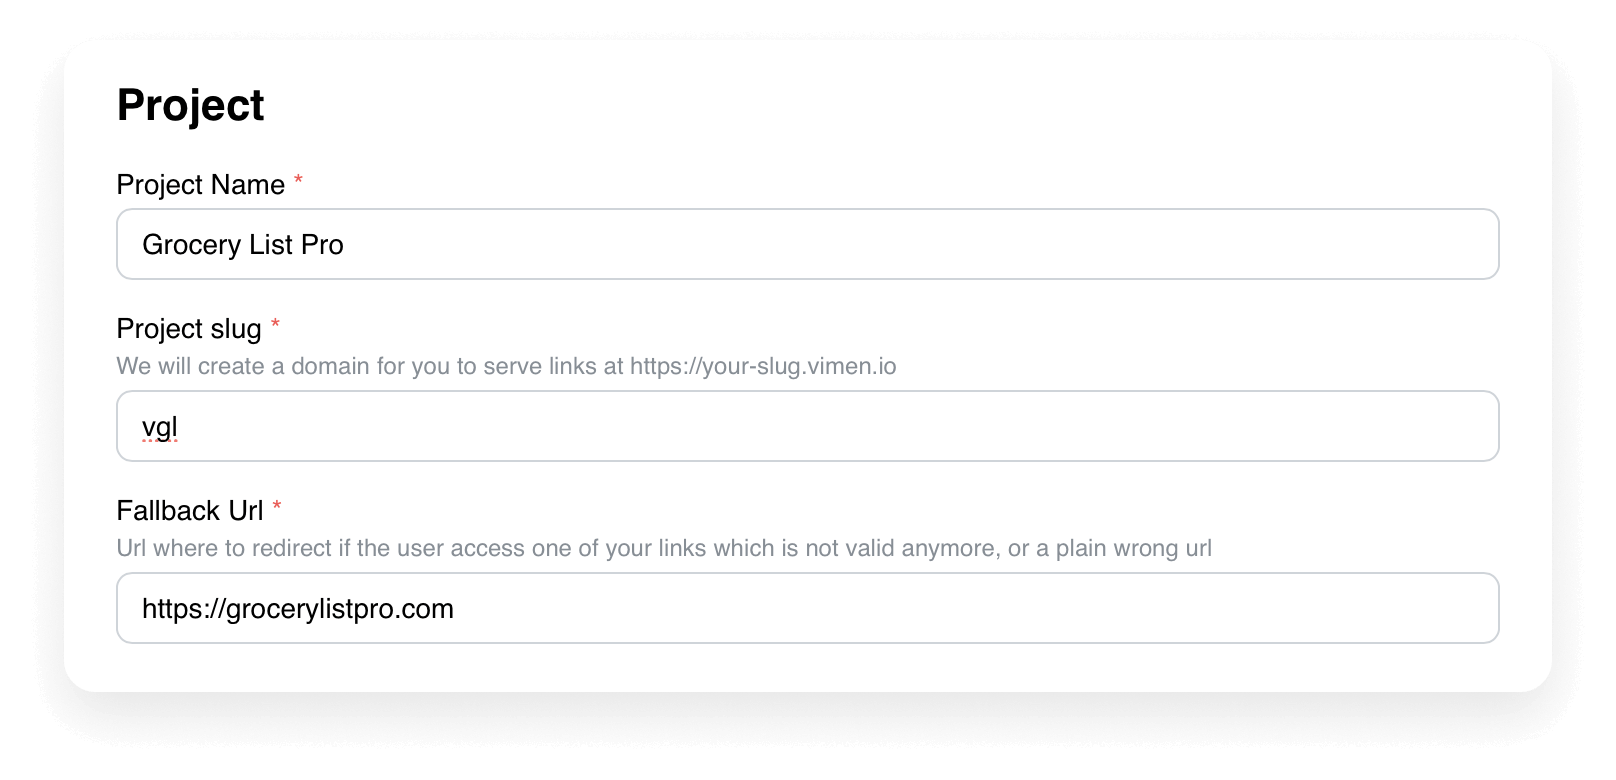 Project
Project Name *
Grocery List Pro
Project slug *
We will create a domain for you to serve links at https://your-slug.vimen.io
vgl
Fallback Url *
Url where to redirect if the user access one of your links which is not valid anymore, or a plain wrong url
https://grocerylistpro.com